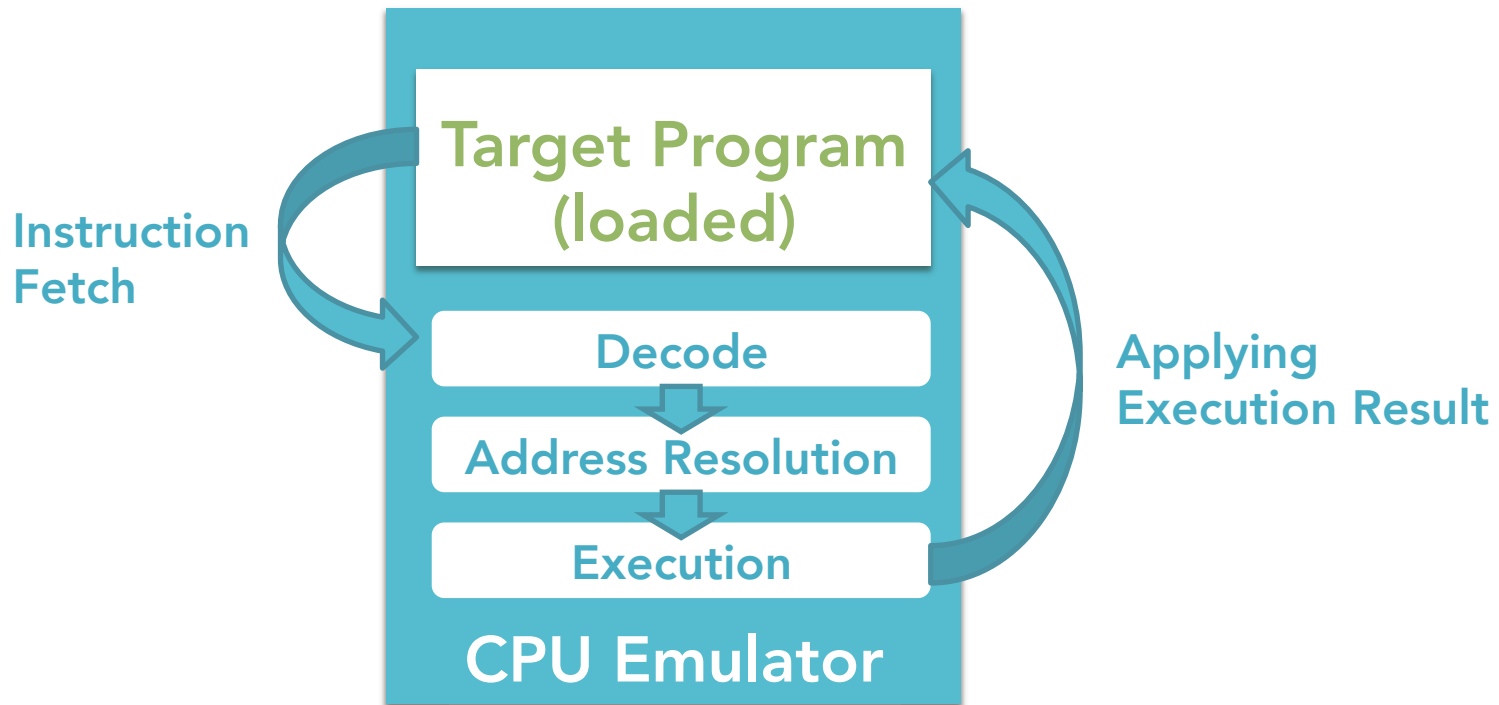 Target Program
(loaded)
Instruction
Fetch
Decode
Address Resolution
Execution
Applying
Execution Result
CPU Emulator